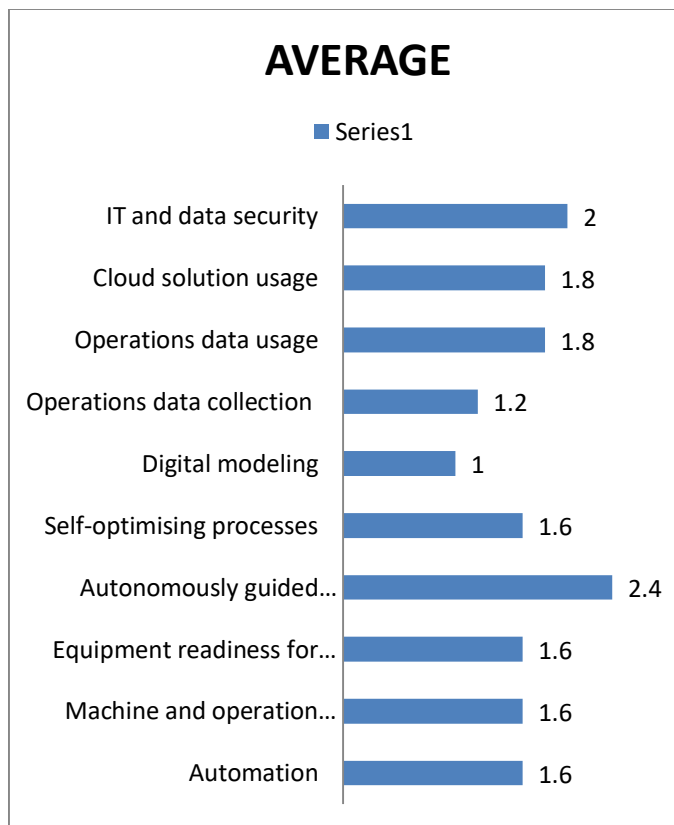 AVERAGE
Series1
IT and data security 2
Cloud solution usage 1.8
Operations data usage 1.8
Operations data collection 1.2
Digital modeling 1
Self-optimising processes 1.6
Autonomously guided… 2.4
Equipment readiness for… 1.6
Machine and operation… 1.6
Automation 1.6